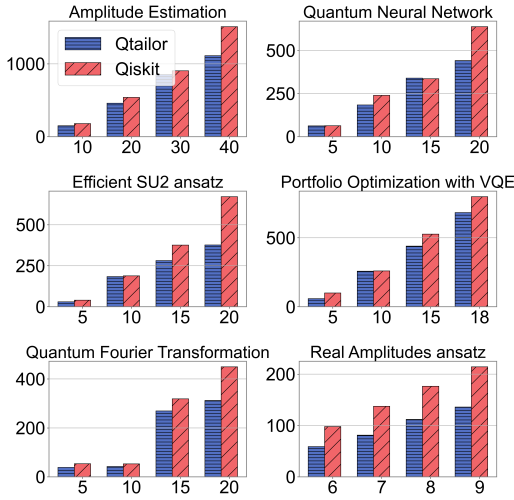 Amplitude Estimation
Quantum Neural Network
1000
0
Qtailor
Qiskit
10 20 30 40
500
250
0
5 10 15 20
Efficient SU2 ansatz
Portfolio Optimization with VQE
500
250
0
5 10 15 20
500
0
5 10 15 18
Quantum Fourier Transformation
Real Amplitudes ansatz
400
200
0
5 10 15 20
200
100
0
6 7 8 9